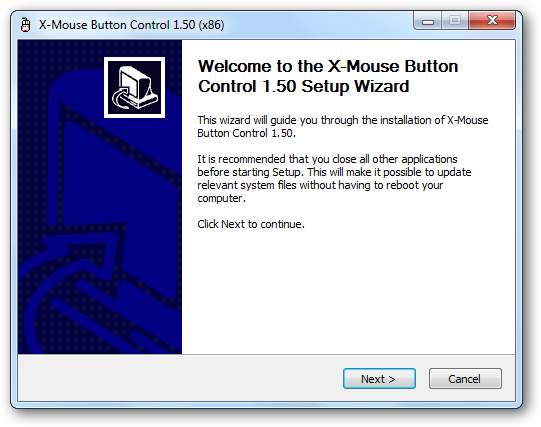 X-Mouse Button Control 1.50 (x86)
Welcome to the X-Mouse Button
Control 1.50 Setup Wizard
This wizard will guide you through the installation of X-Mouse
Button Control 1.50.
It is recommended that you close all other applications
before starting Setup. This will make it possible to update
relevant system files without having to reboot your
computer.
Click Next to continue.
Next >
Cancel